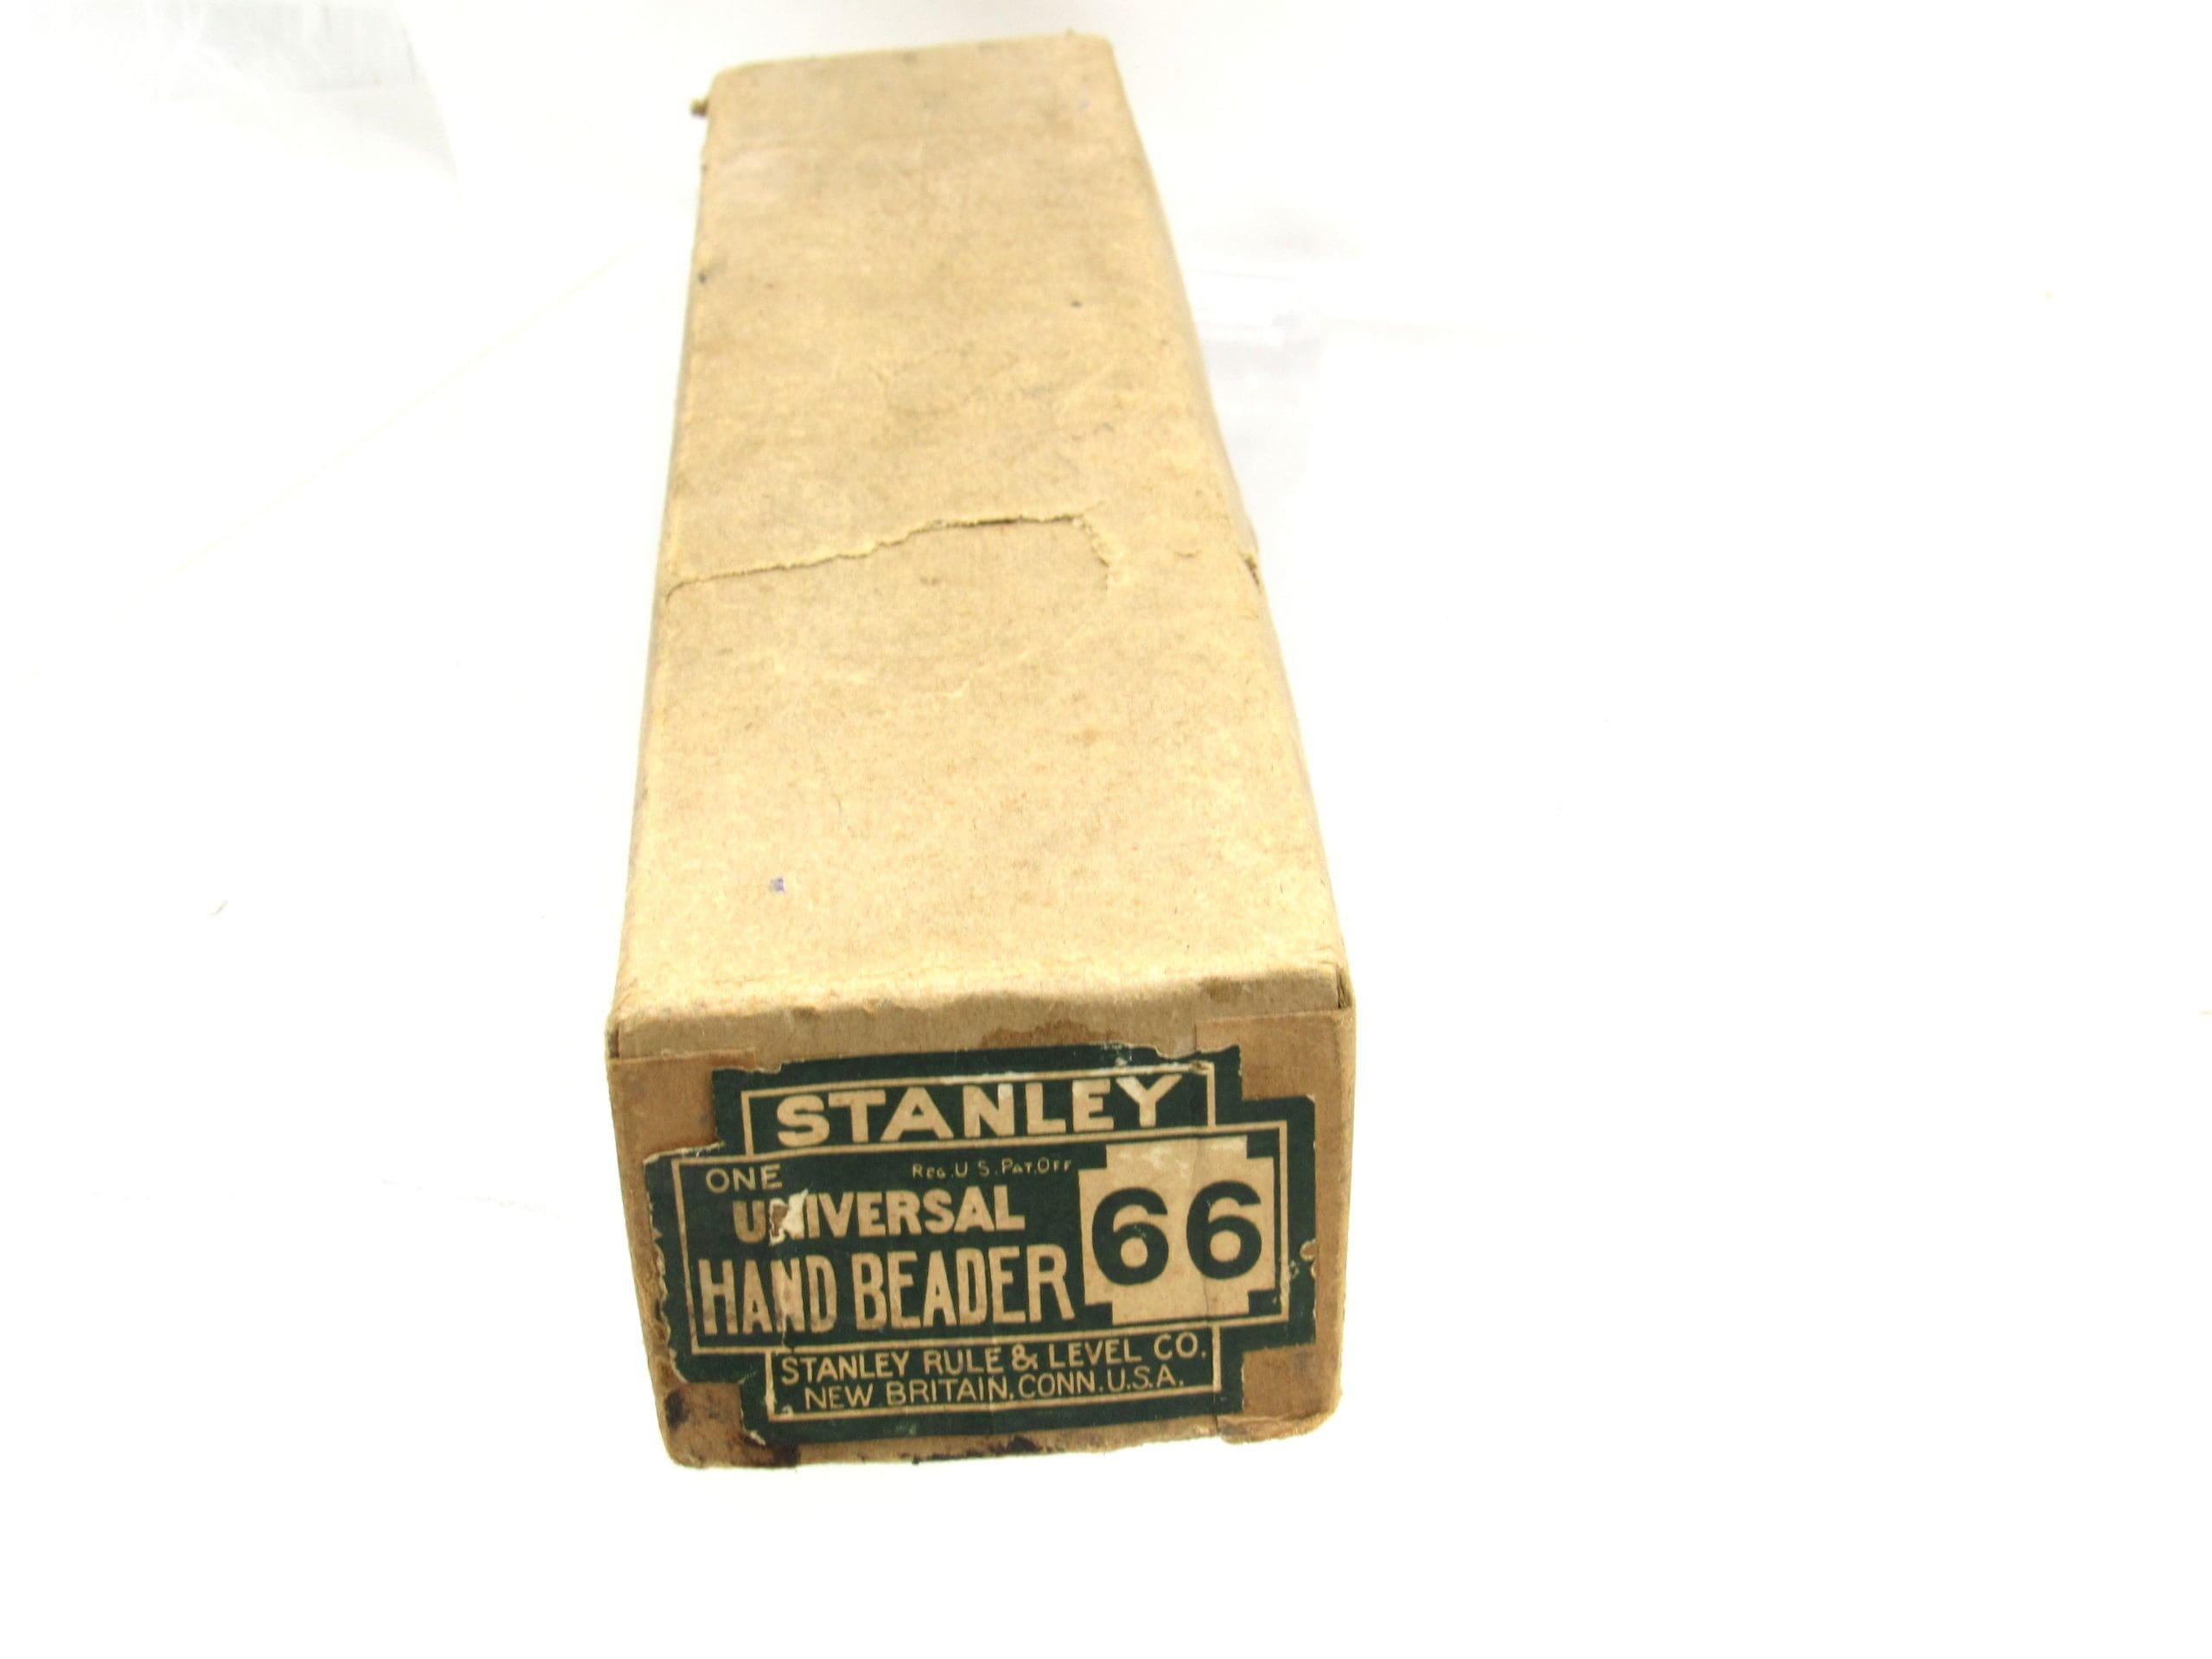 STANLEY
REG. U.S. PAT. OFF
ONE
UNIVERSAL
HAND BEADER
66
STANLEY RULE & LEVEL CO.
NEW BRITAIN, CONN. U.S.A.